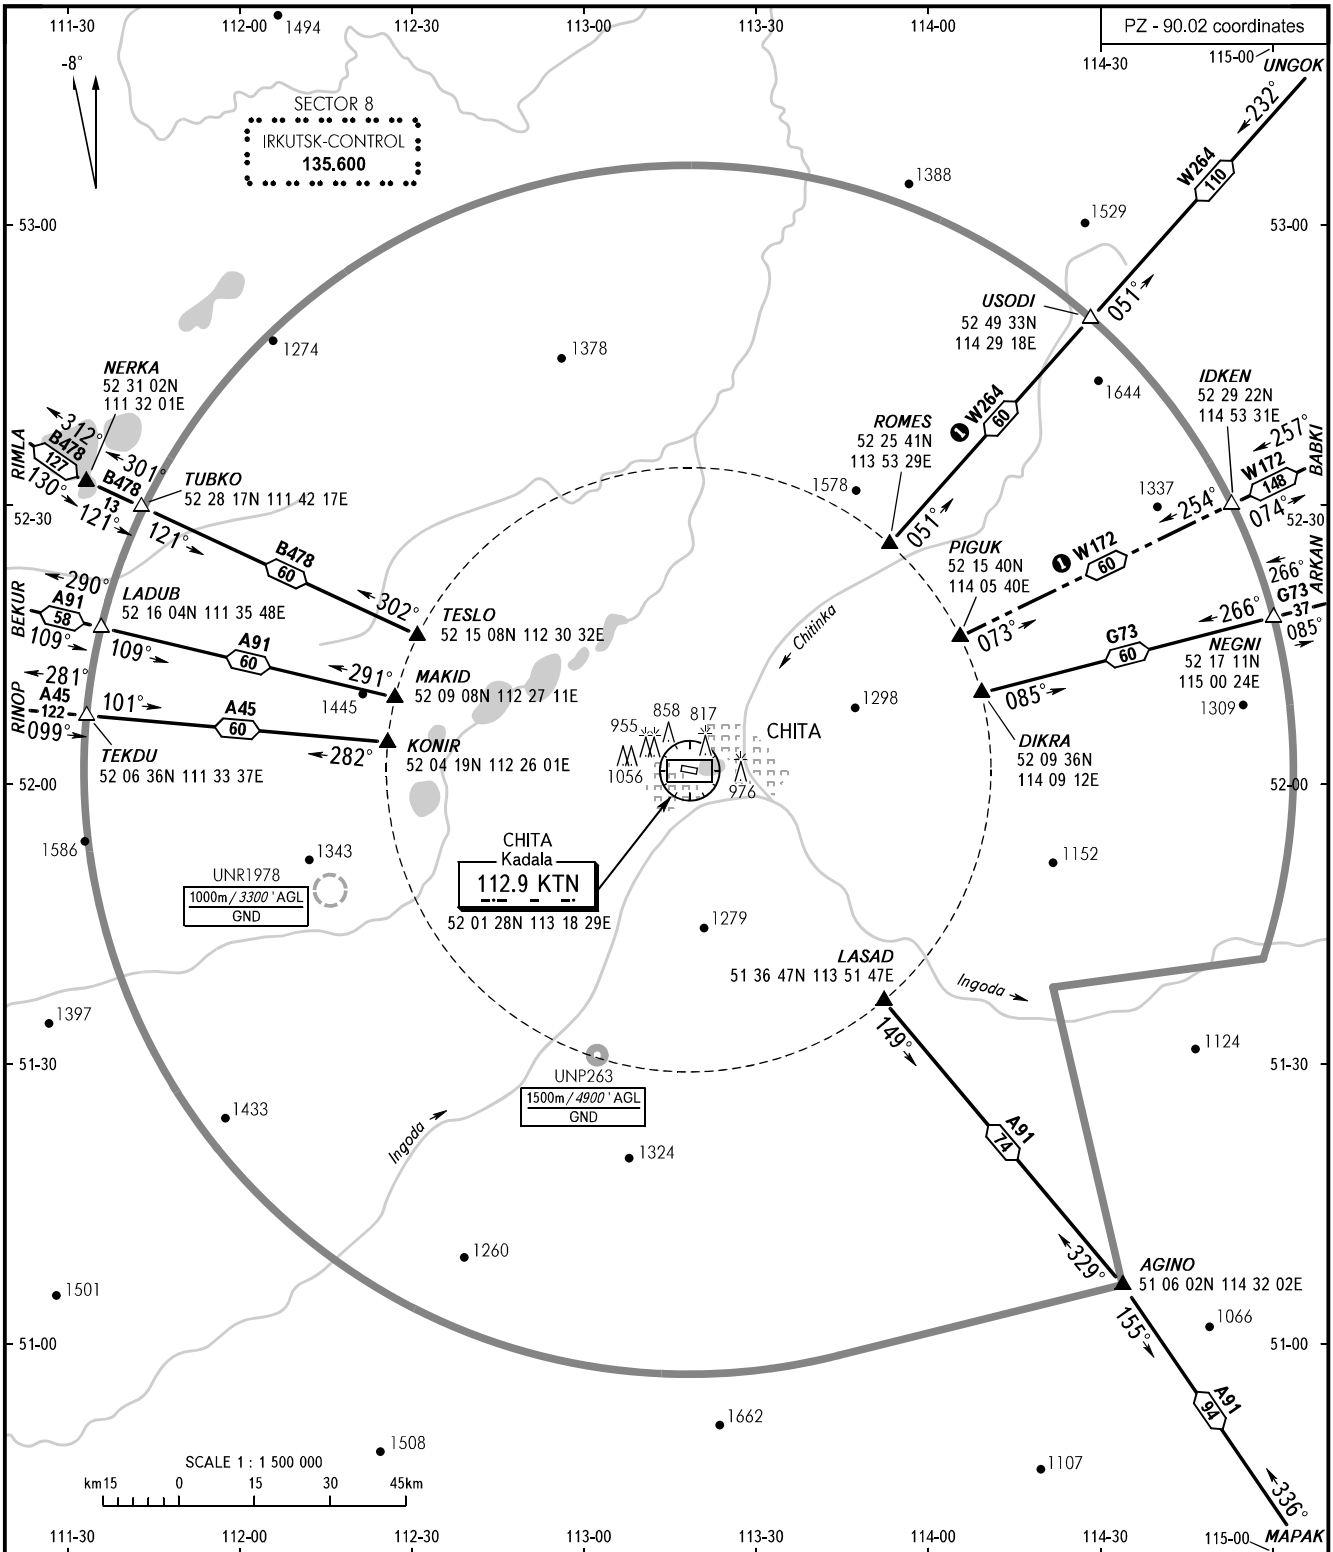 111-30
112-00
112-30
113-00
113-30
114-00
PZ - 90.02 coordinates
1494
114-30
115-00
UNGOK
-8°
SECTOR 8
IRKUTSK-CONTROL
135.600
232°
W264
110
1388
1529
53-00
53-00
051°
USODI
52 49 33N
114 29 18E
1274
1378
1644
NERKA
52 31 02N
111 32 01E
IDKEN
52 29 22N
114 53 31E
W264
60
ROMES
52 25 41N
113 53 29E
RIMLA
312°
B478
127
130°
301°
B478
13
121°
TUBKO
52 28 17N 111 42 17E
121°
257°
BABKI
W172
148
074°
1578
1337
254°
52-30
52-30
051°
PIGUK
52 15 40N
114 05 40E
W172
60
B478
60
302°
290°
BEKUR
A91
58
109°
LADUB
52 16 04N 111 35 48E
109°
A91
60
291°
TESLO
52 15 08N 112 30 32E
Chitinka
073°
266°
ARKAN
G73
37
085°
266°
G73
60
NEGNI
52 17 11N
115 00 24E
281°
RINOP
A45
122
099°
101°
A45
60
282°
1445
MAKID
52 09 08N 112 27 11E
1298
085°
1309
TEKDU
52 06 36N 111 33 37E
KONIR
52 04 19N 112 26 01E
955
858
817
1056
976
CHITA
DIKRA
52 09 36N
114 09 12E
52-00
52-00
1586
1343
CHITA
Kadala
112.9 KTN
52 01 28N 113 18 29E
1152
UNR1978
1000m/3300'AGL
GND
1279
LASAD
51 36 47N 113 51 47E
Ingoda
1397
149°
51-30
51-30
1124
UNP263
1500m/4900'AGL
GND
1433
Ingoda
1324
A91
74
1260
329°
AGINO
51 06 02N 114 32 02E
1501
1066
155°
51-00
51-00
A91
94
1662
1508
1107
SCALE 1 : 1 500 000
km15
0
15
30
45km
336°
111-30
112-00
112-30
113-00
113-30
114-00
114-30
115-00
MAPAK